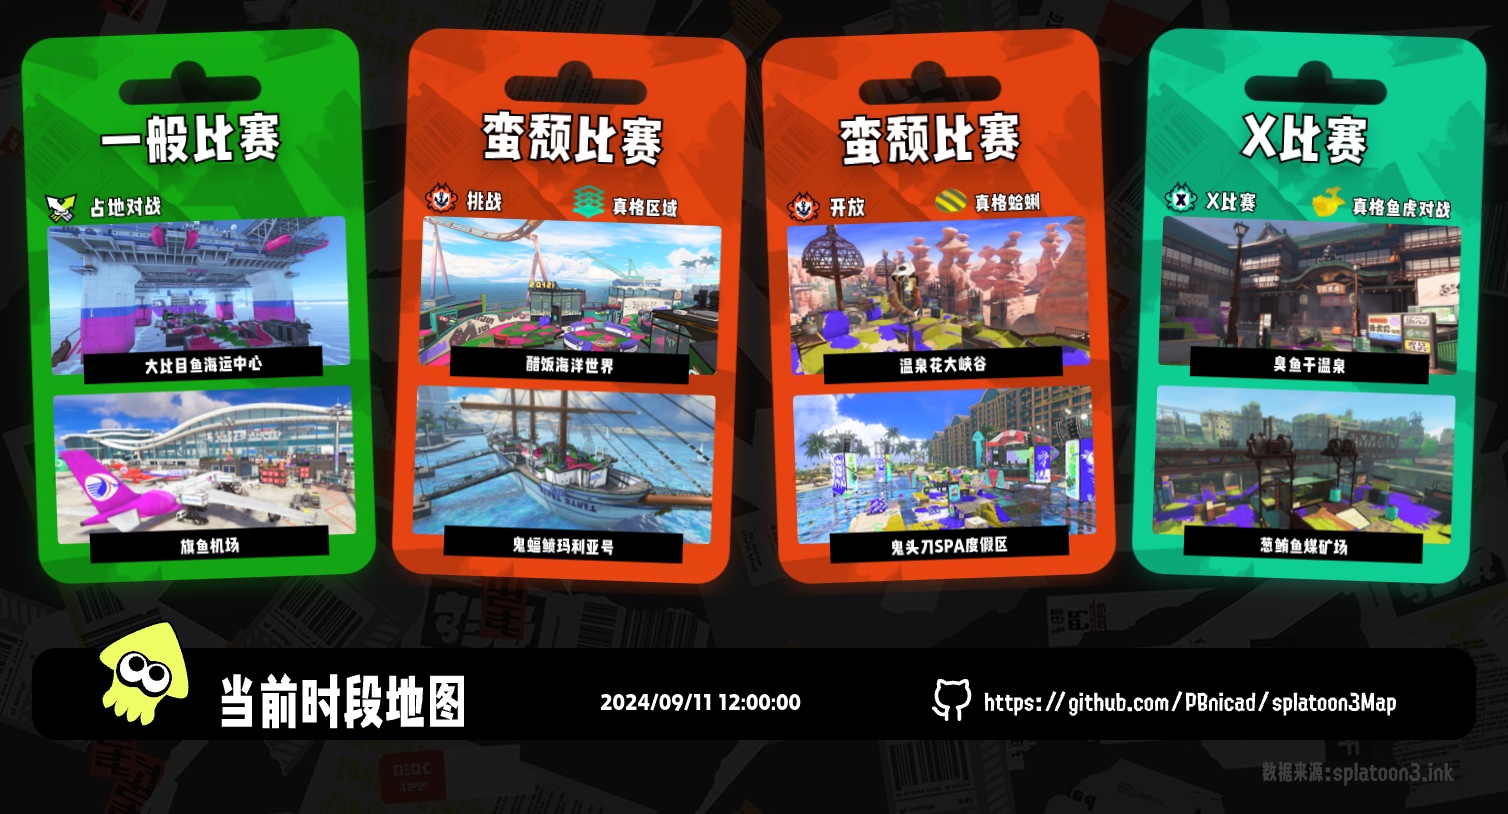 一般比赛
占地对战
大比目鱼海运中心
旗鱼机场
蛮颓比赛
挑战
真格区域
醋饭海洋世界
鬼蝠鲼玛利亚号
蛮颓比赛
开放
真格蛤蜊
温泉花大峡谷
鬼头刀SPA度假区
X比赛
X比赛
真格鱼虎对战
臭鱼干温泉
葱鲔鱼煤矿场
当前时段地图
2024/09/11 12:00:00
https://github.com/PBnicad/splatoon3Map
数据来源:splatoon3.ink